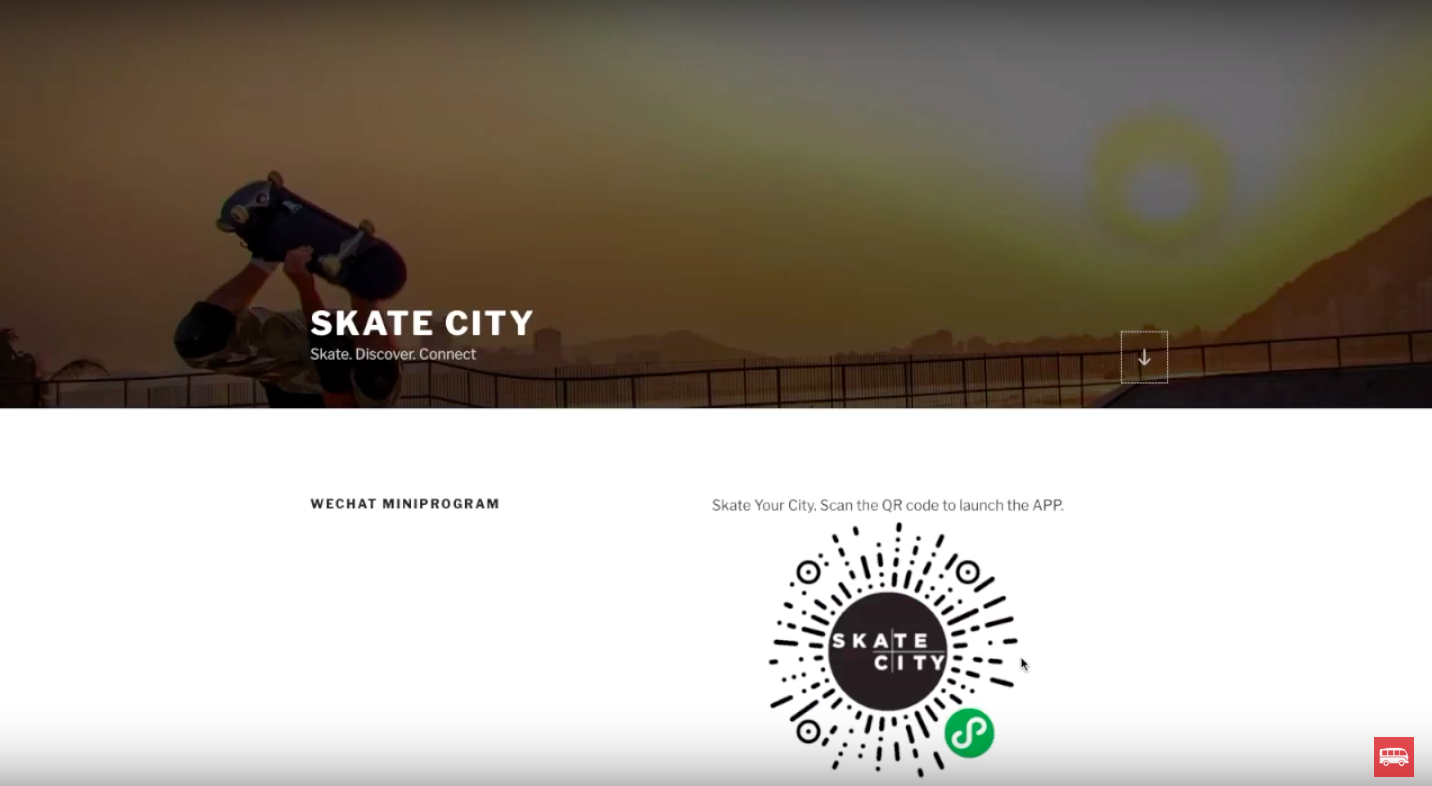 SKATE CITY
Skate. Discover. Connect
WECHAT MINIPROGRAM
Skate Your City. Scan the QR code to launch the APP.
SKATE
CITY